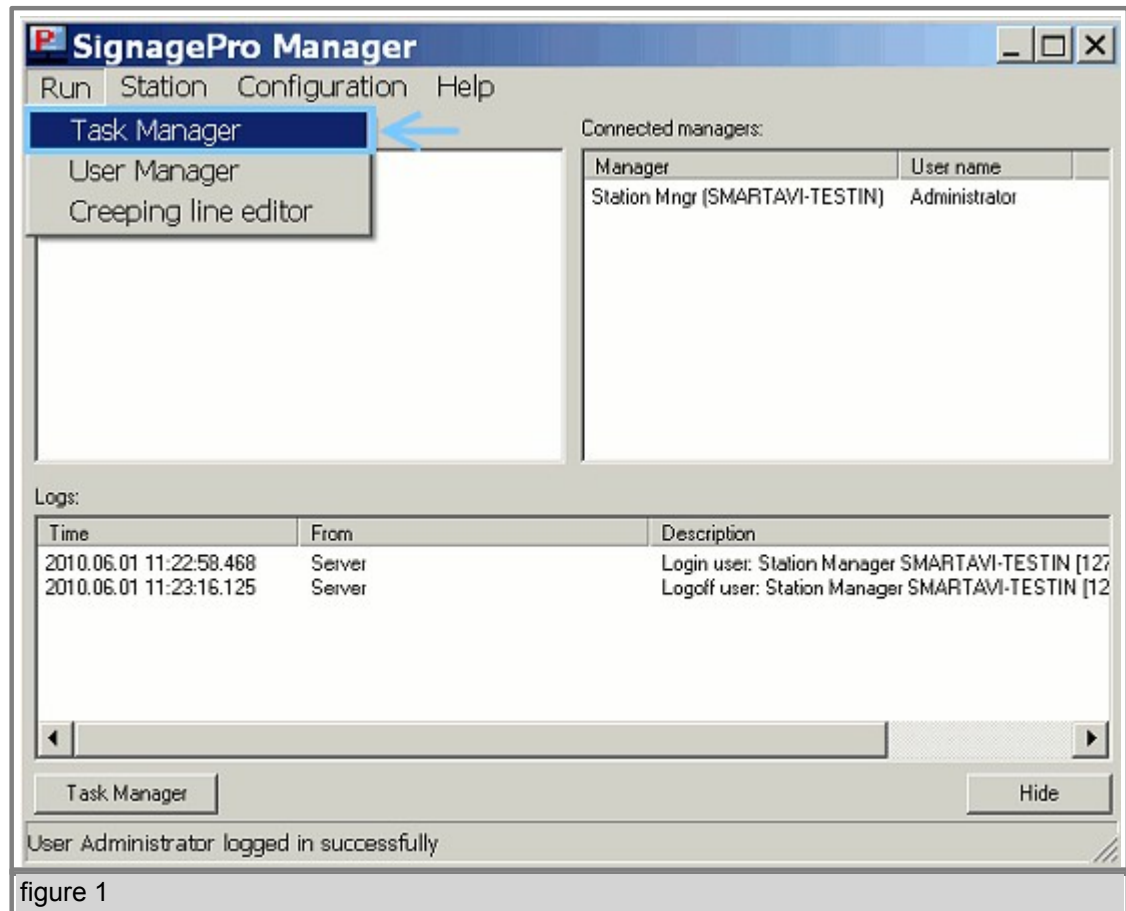 SignagePro Manager
Run Station Configuration Help
Task Manager
User Manager
Creeping line editor
Connected managers:
Manager User name
Station Mngr (SMARTAVI-TESTIN) Administrator
Logs:
Time From Description
2010.06.01 11:22:58.468 Server Login user: Station Manager SMARTAVI-TESTIN [127
2010.06.01 11:23:16.125 Server Logoff user: Station Manager SMARTAVI-TESTIN [12
Task Manager Hide
User Administrator logged in successfully
figure 1